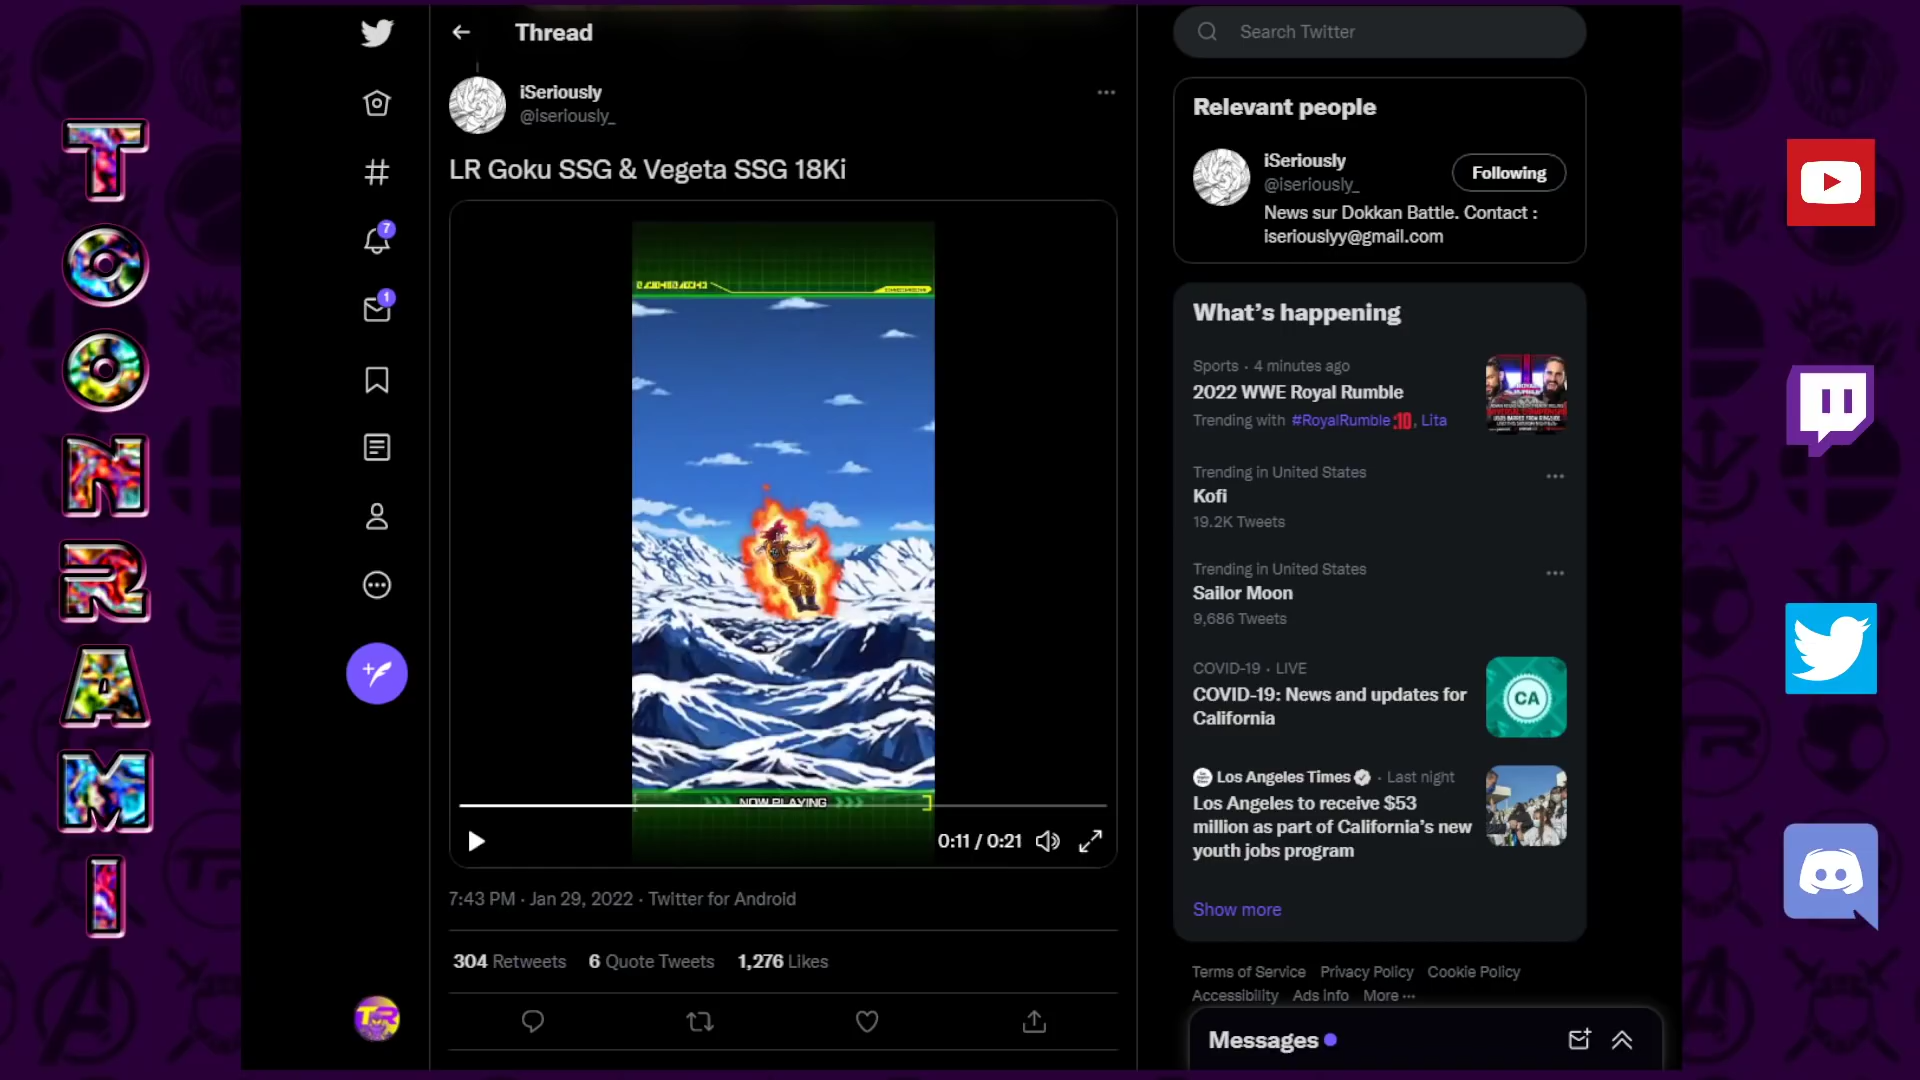 TOONRAMI
Thread
Search Twitter
7
1
iSeriously
@iseriously_
LR Goku SSG & Vegeta SSG 18Ki
NOW PLAYING
0:11 / 0:21
7:43 PM · Jan 29, 2022 · Twitter for Android
304 Retweets 6 Quote Tweets 1,276 Likes
TR
Relevant people
iSeriously
@iseriously_
Following
News sur Dokkan Battle. Contact :
iseriouslyy@gmail.com
What's happening
Sports · 4 minutes ago
2022 WWE Royal Rumble
Trending with #RoyalRumble, Lita
Trending in United States
Kofi
19.2K Tweets
Trending in United States
Sailor Moon
9,686 Tweets
COVID-19 · LIVE
COVID-19: News and updates for
California
CA
Los Angeles Times · Last night
Los Angeles to receive $53
million as part of California's new
youth jobs program
Show more
Terms of Service Privacy Policy Cookie Policy
Accessibility Ads info More ···
Messages